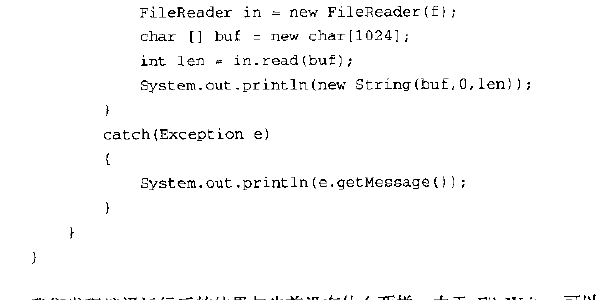 FileReader in = new FileReader(f);
char [] buf = new char[1024];
int len = in.read(buf);
System.out.println(new String(buf,0,len));
}
catch(Exception e)
{
System.out.println(e.getMessage());
}
}
}